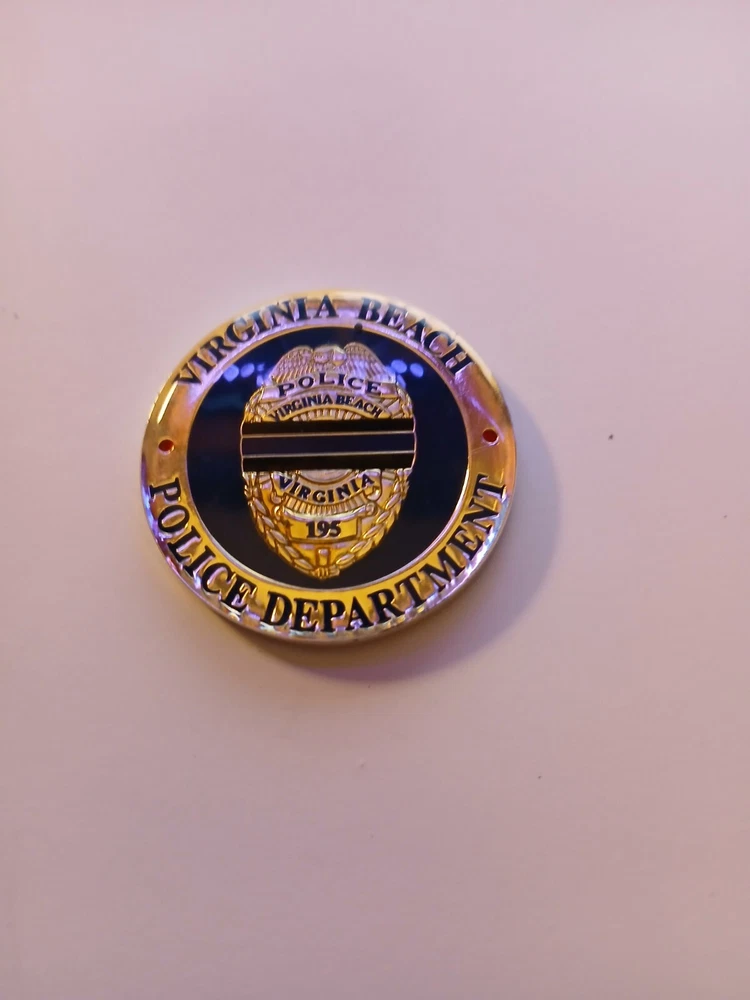 VIRGINIA BEACH
POLICE
VIRGINIA BEACH
VIRGINIA
195
POLICE DEPARTMENT